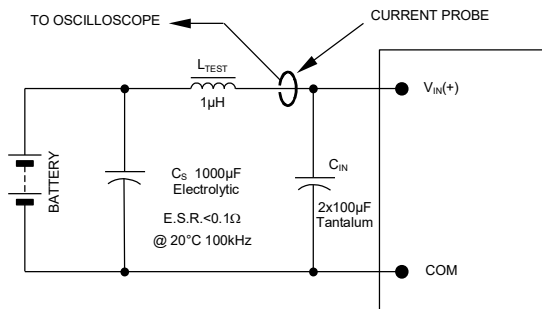 TO OSCILLOSCOPE
CURRENT PROBE
LTEST
1µH
VIN(+)
BATTERY
CS 1000µF
Electrolytic
E.S.R.<0.1Ω
@ 20°C 100kHz
CIN
2x100µF
Tantalum
COM